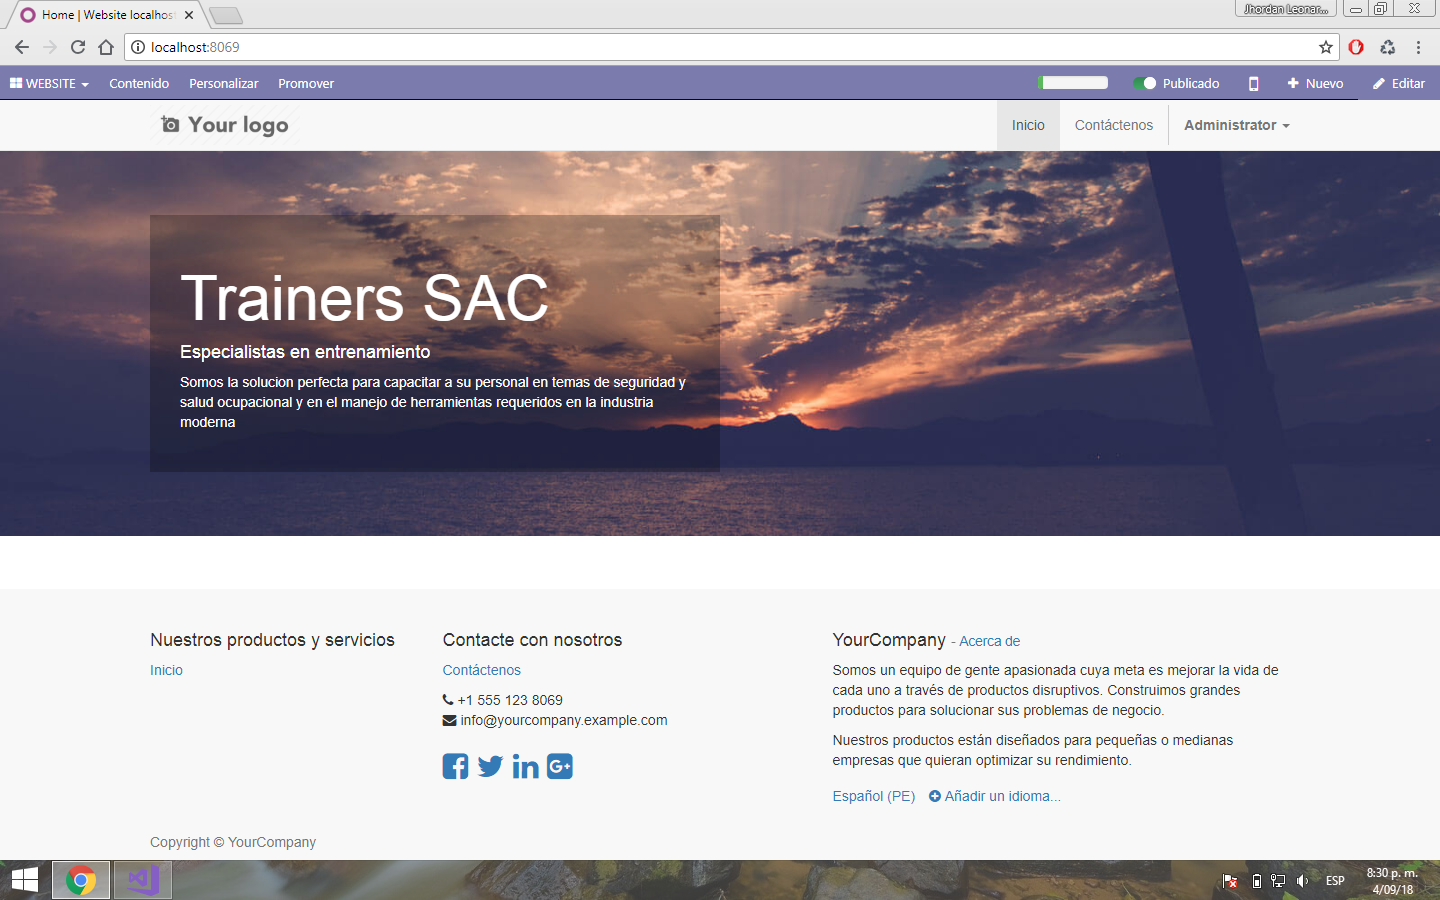 Home | Website localhos
Jhordan Leonar...
localhost:8069
WEBSITE Contenido Personalizar Promover Publicado Nuevo Editar
Your logo Inicio Contáctenos Administrator
Trainers SAC
Especialistas en entrenamiento
Somos la solucion perfecta para capacitar a su personal en temas de seguridad y
salud ocupacional y en el manejo de herramientas requeridos en la industria
moderna
Nuestros productos y servicios
Inicio
Contacte con nosotros
Contáctenos
+1 555 123 8069
info@yourcompany.example.com
YourCompany - Acerca de
Somos un equipo de gente apasionada cuya meta es mejorar la vida de
cada uno a través de productos disruptivos. Construimos grandes
productos para solucionar sus problemas de negocio.
Nuestros productos están diseñados para pequeñas o medianas
empresas que quieran optimizar su rendimiento.
Español (PE) Añadir un idioma...
Copyright © YourCompany
ESP
8:30 p. m.
4/09/18